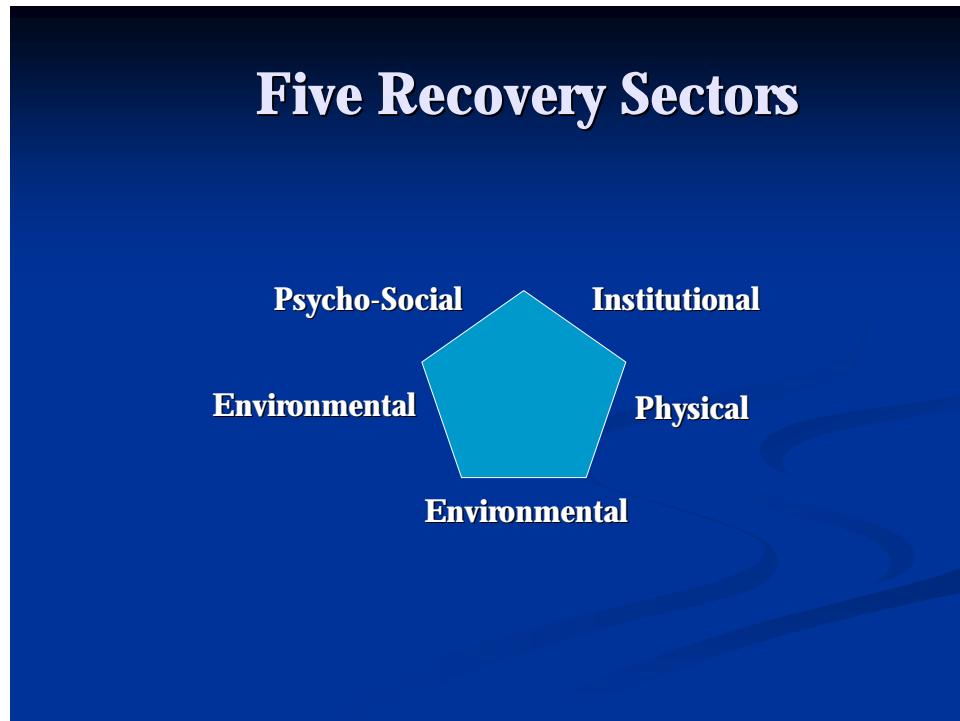 Five Recovery Sectors
Psycho-Social
Institutional
Environmental
Physical
Environmental